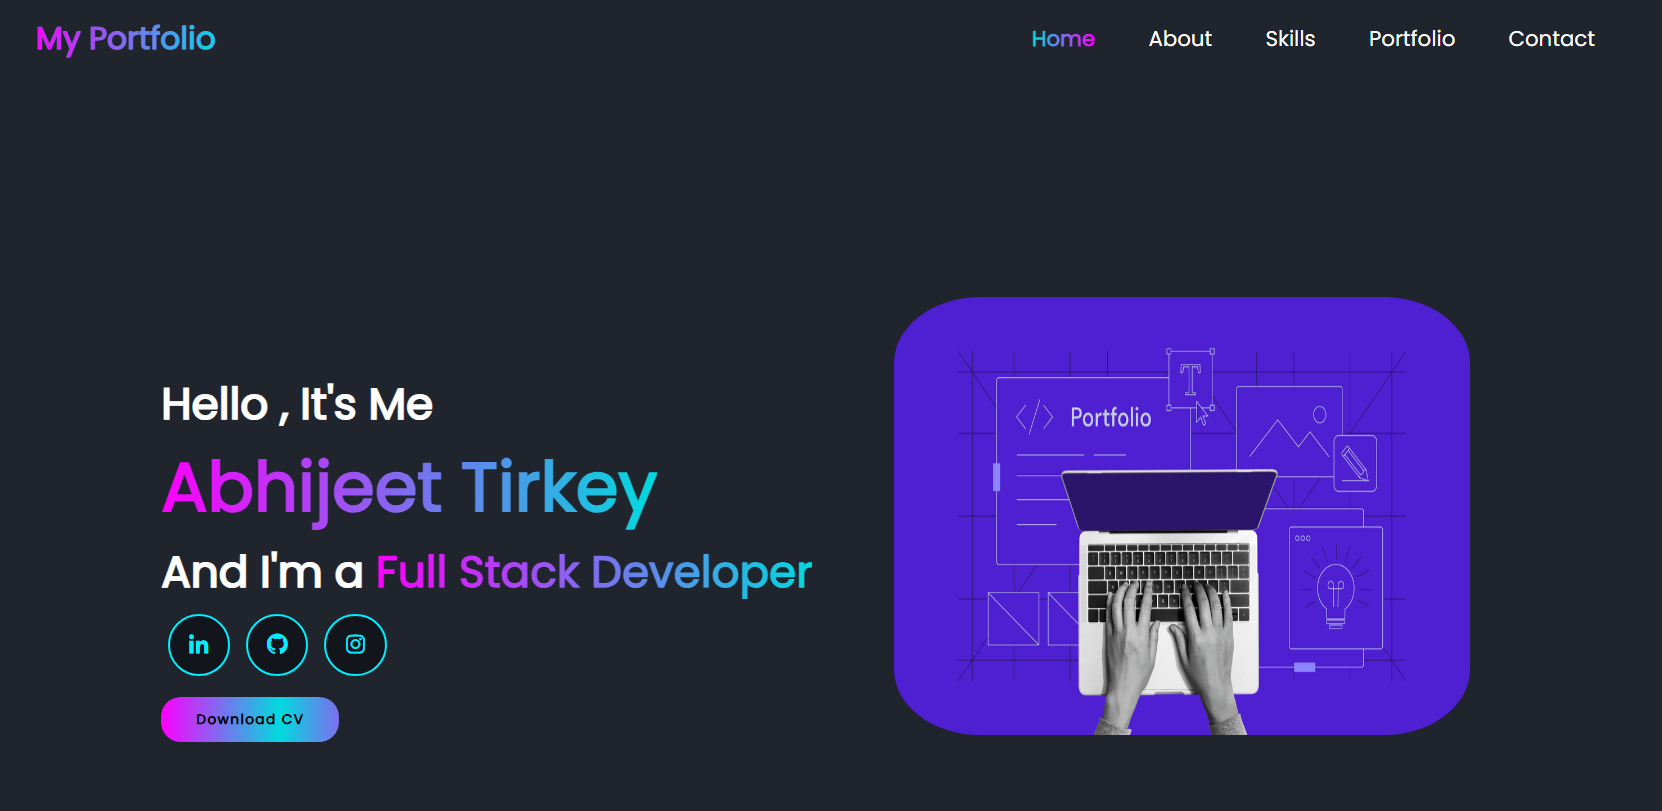 My Portfolio
Home About Skills Portfolio Contact
Hello , It's Me
Abhijeet Tirkey
And I'm a Full Stack Developer
in
Download CV
T
</> Portfolio